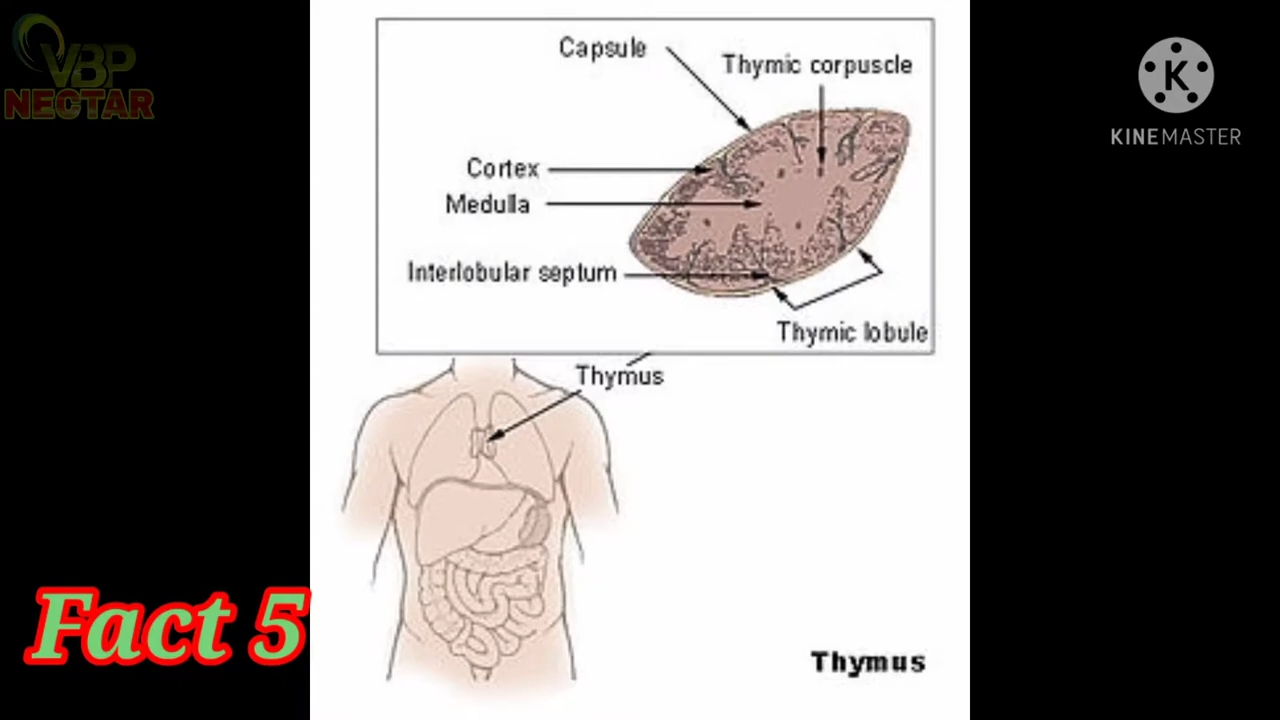 VBP
NECTAR
K
KINEMASTER
Capsule
Thymic corpuscle
Cortex
Medulla
Interlobular septum
Thymic lobule
Thymus
Fact 5
Thymus